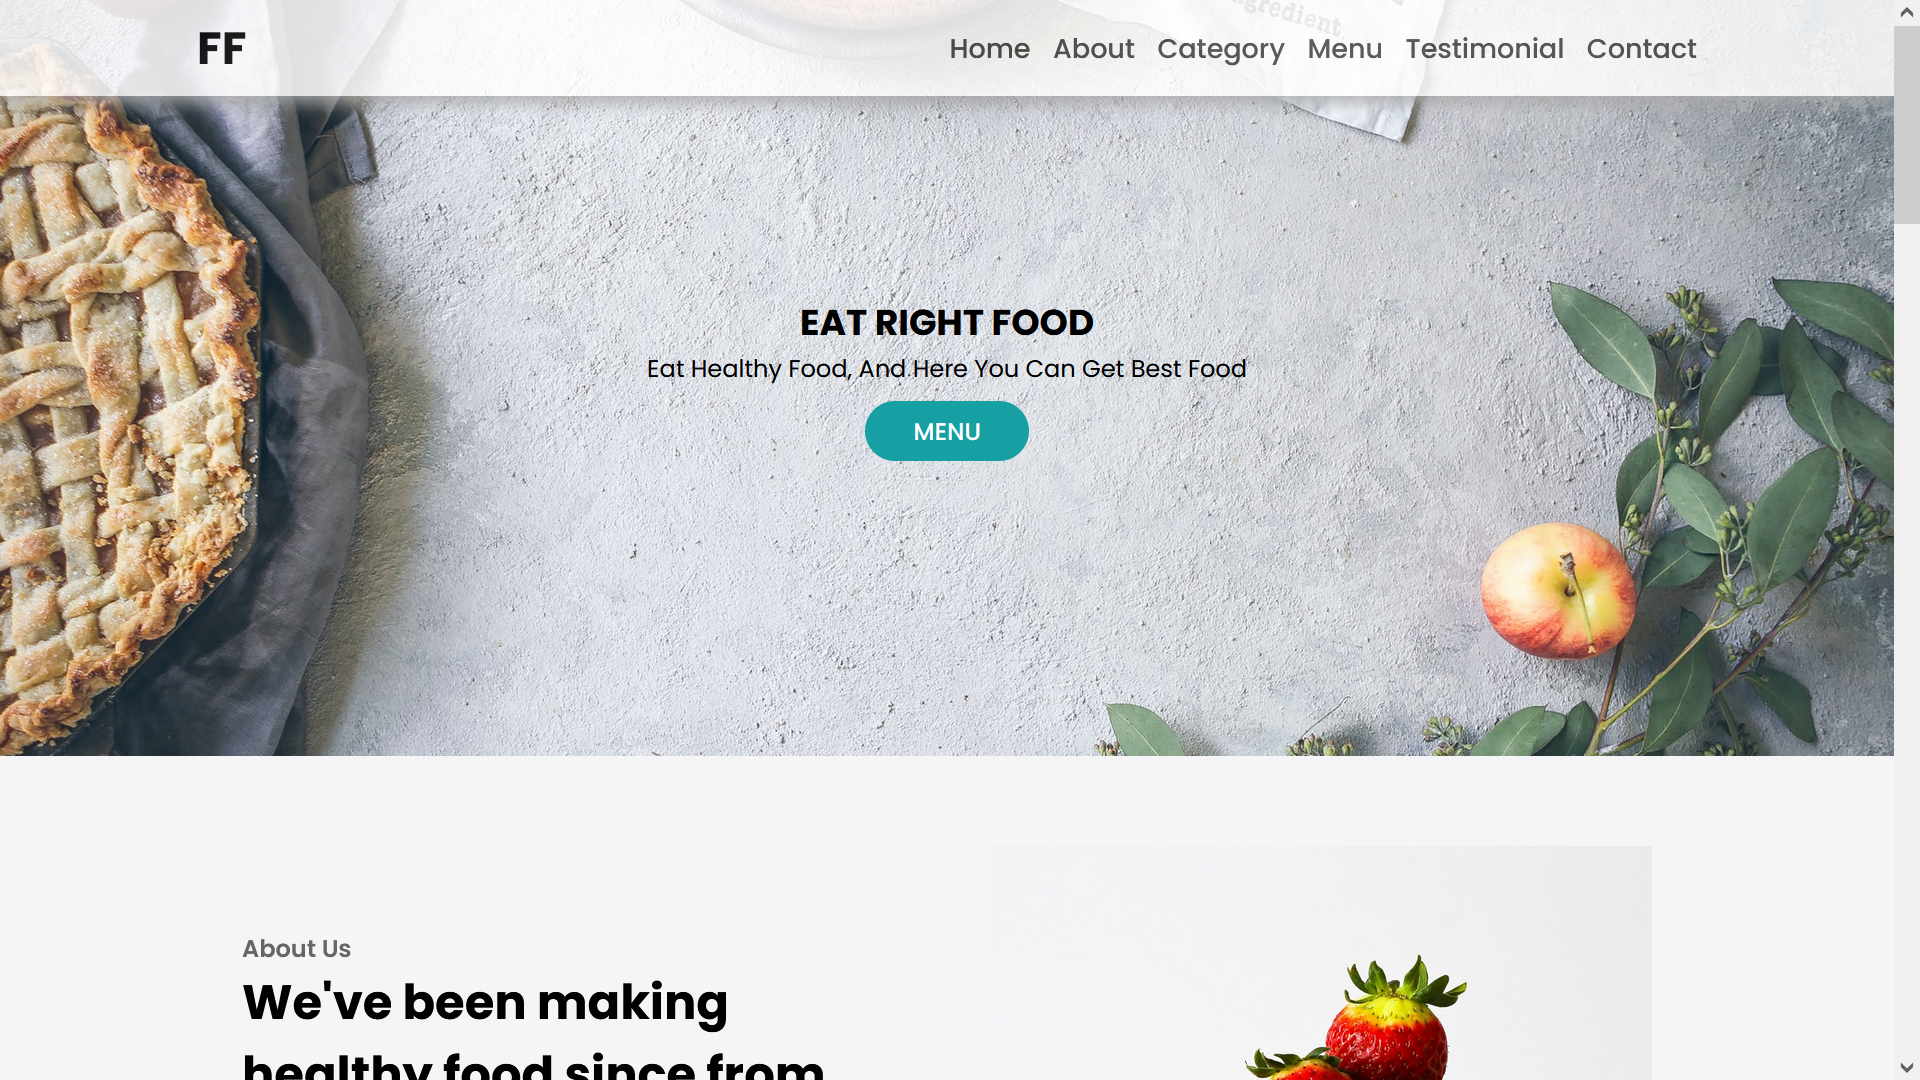 FF
Home About Category Menu Testimonial Contact
EAT RIGHT FOOD
Eat Healthy Food, And Here You Can Get Best Food
MENU
About Us
We've been making
healthy food since from